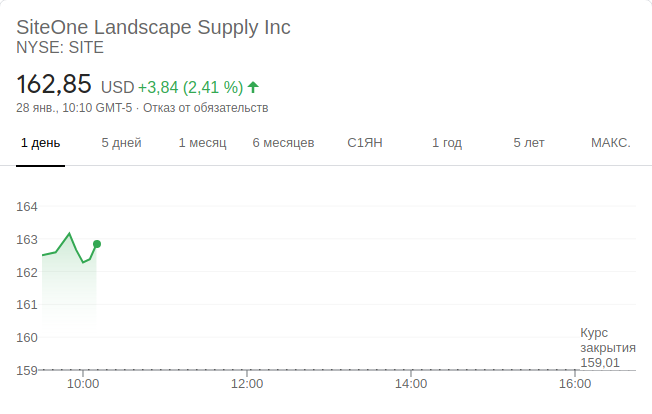 SiteOne Landscape Supply Inc
NYSE: SITE
162,85 USD +3,84 (2,41 %)
28 янв., 10:10 GMT-5 · Отказ от обязательств
1 день 5 дней 1 месяц 6 месяцев С1ЯН 1 год 5 лет МАКС.
164
163
162
161
160
Курс
закрытия
159,01
159
10:00 12:00 14:00 16:00